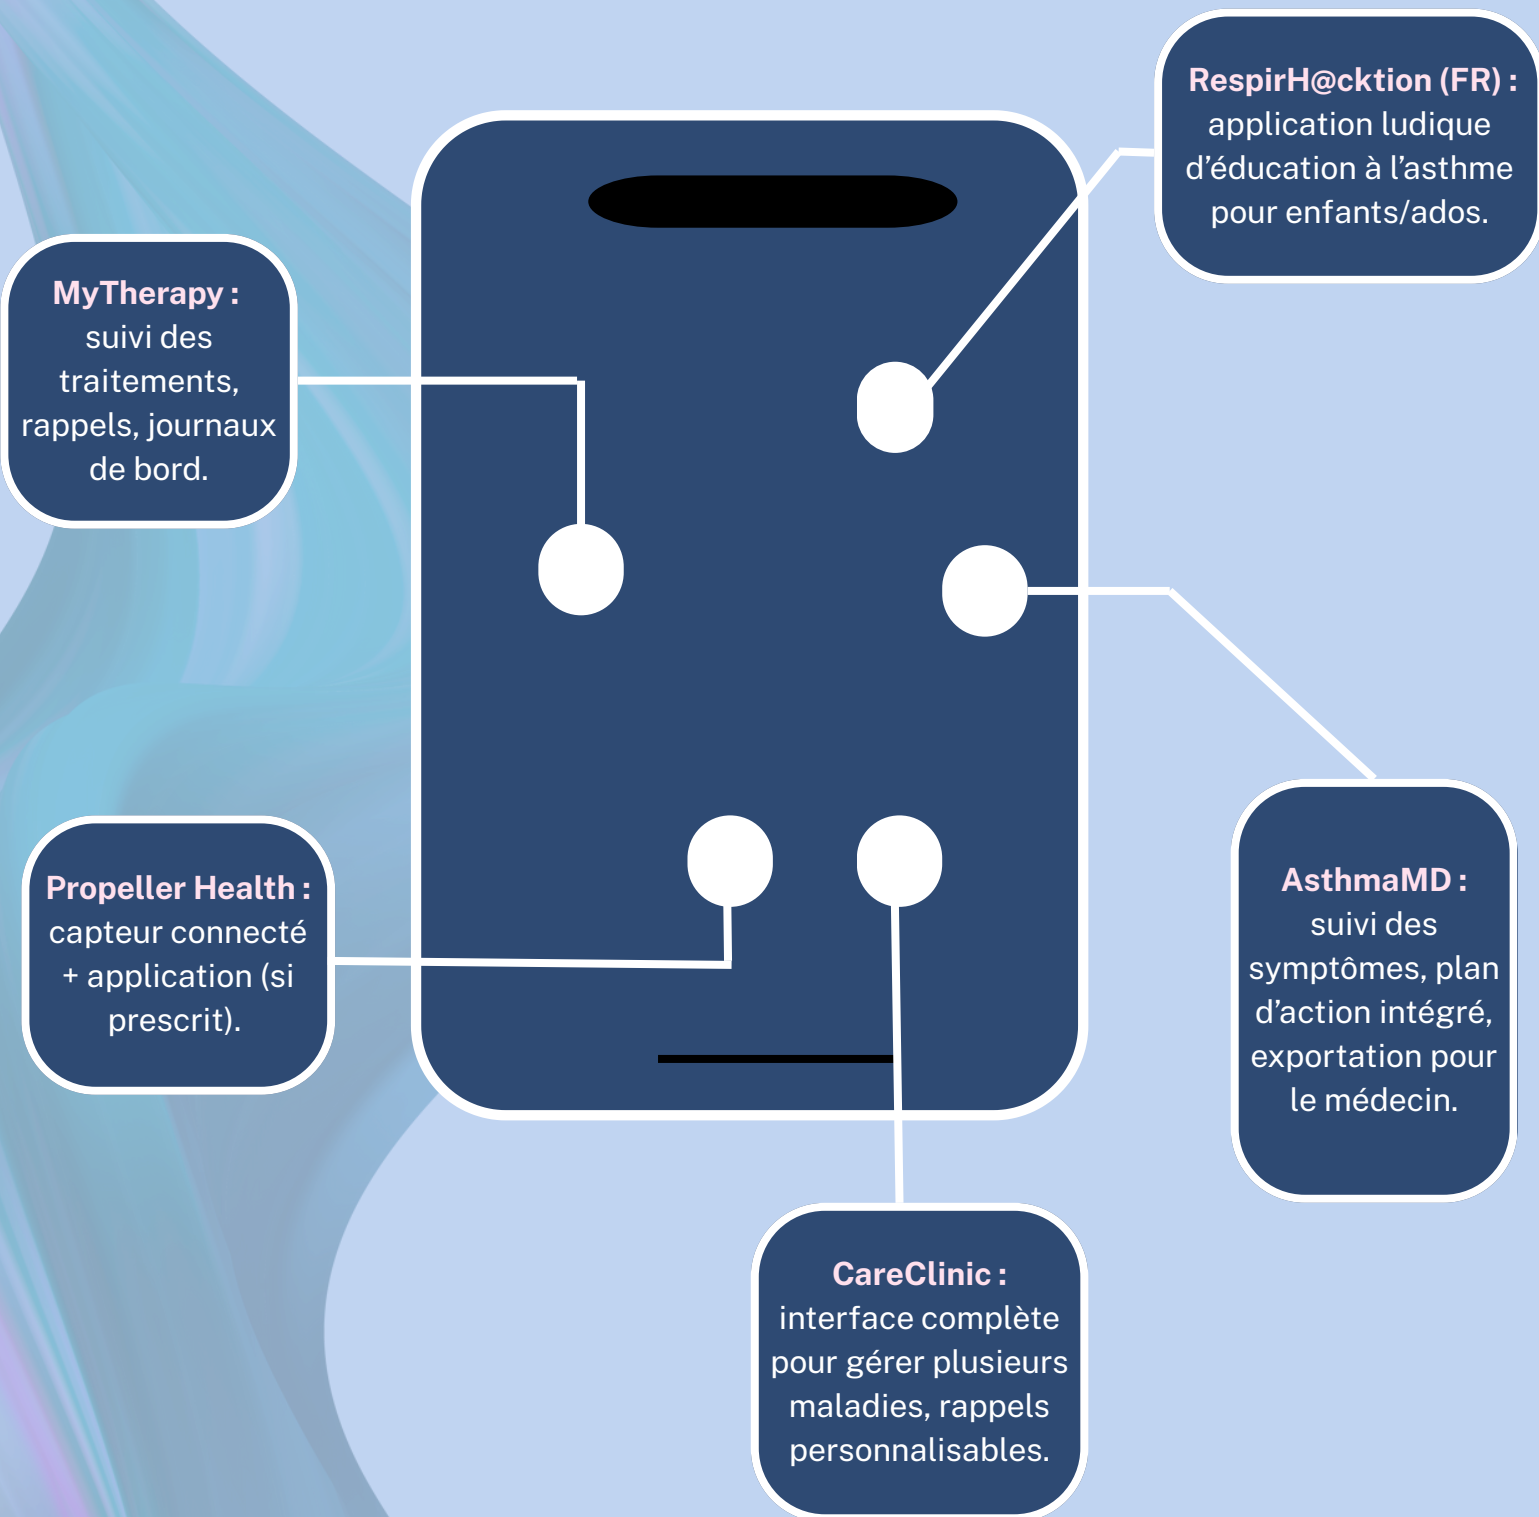 RespirH@cktion (FR) :
application ludique
d’éducation à l’asthme
pour enfants/ados.
MyTherapy :
suivi des
traitements,
rappels, journaux
de bord.
Propeller Health :
capteur connecté
+ application (si
prescrit).
AsthmaMD :
suivi des
symptômes, plan
d’action intégré,
exportation pour
le médecin.
CareClinic :
interface complète
pour gérer plusieurs
maladies, rappels
personnalisables.